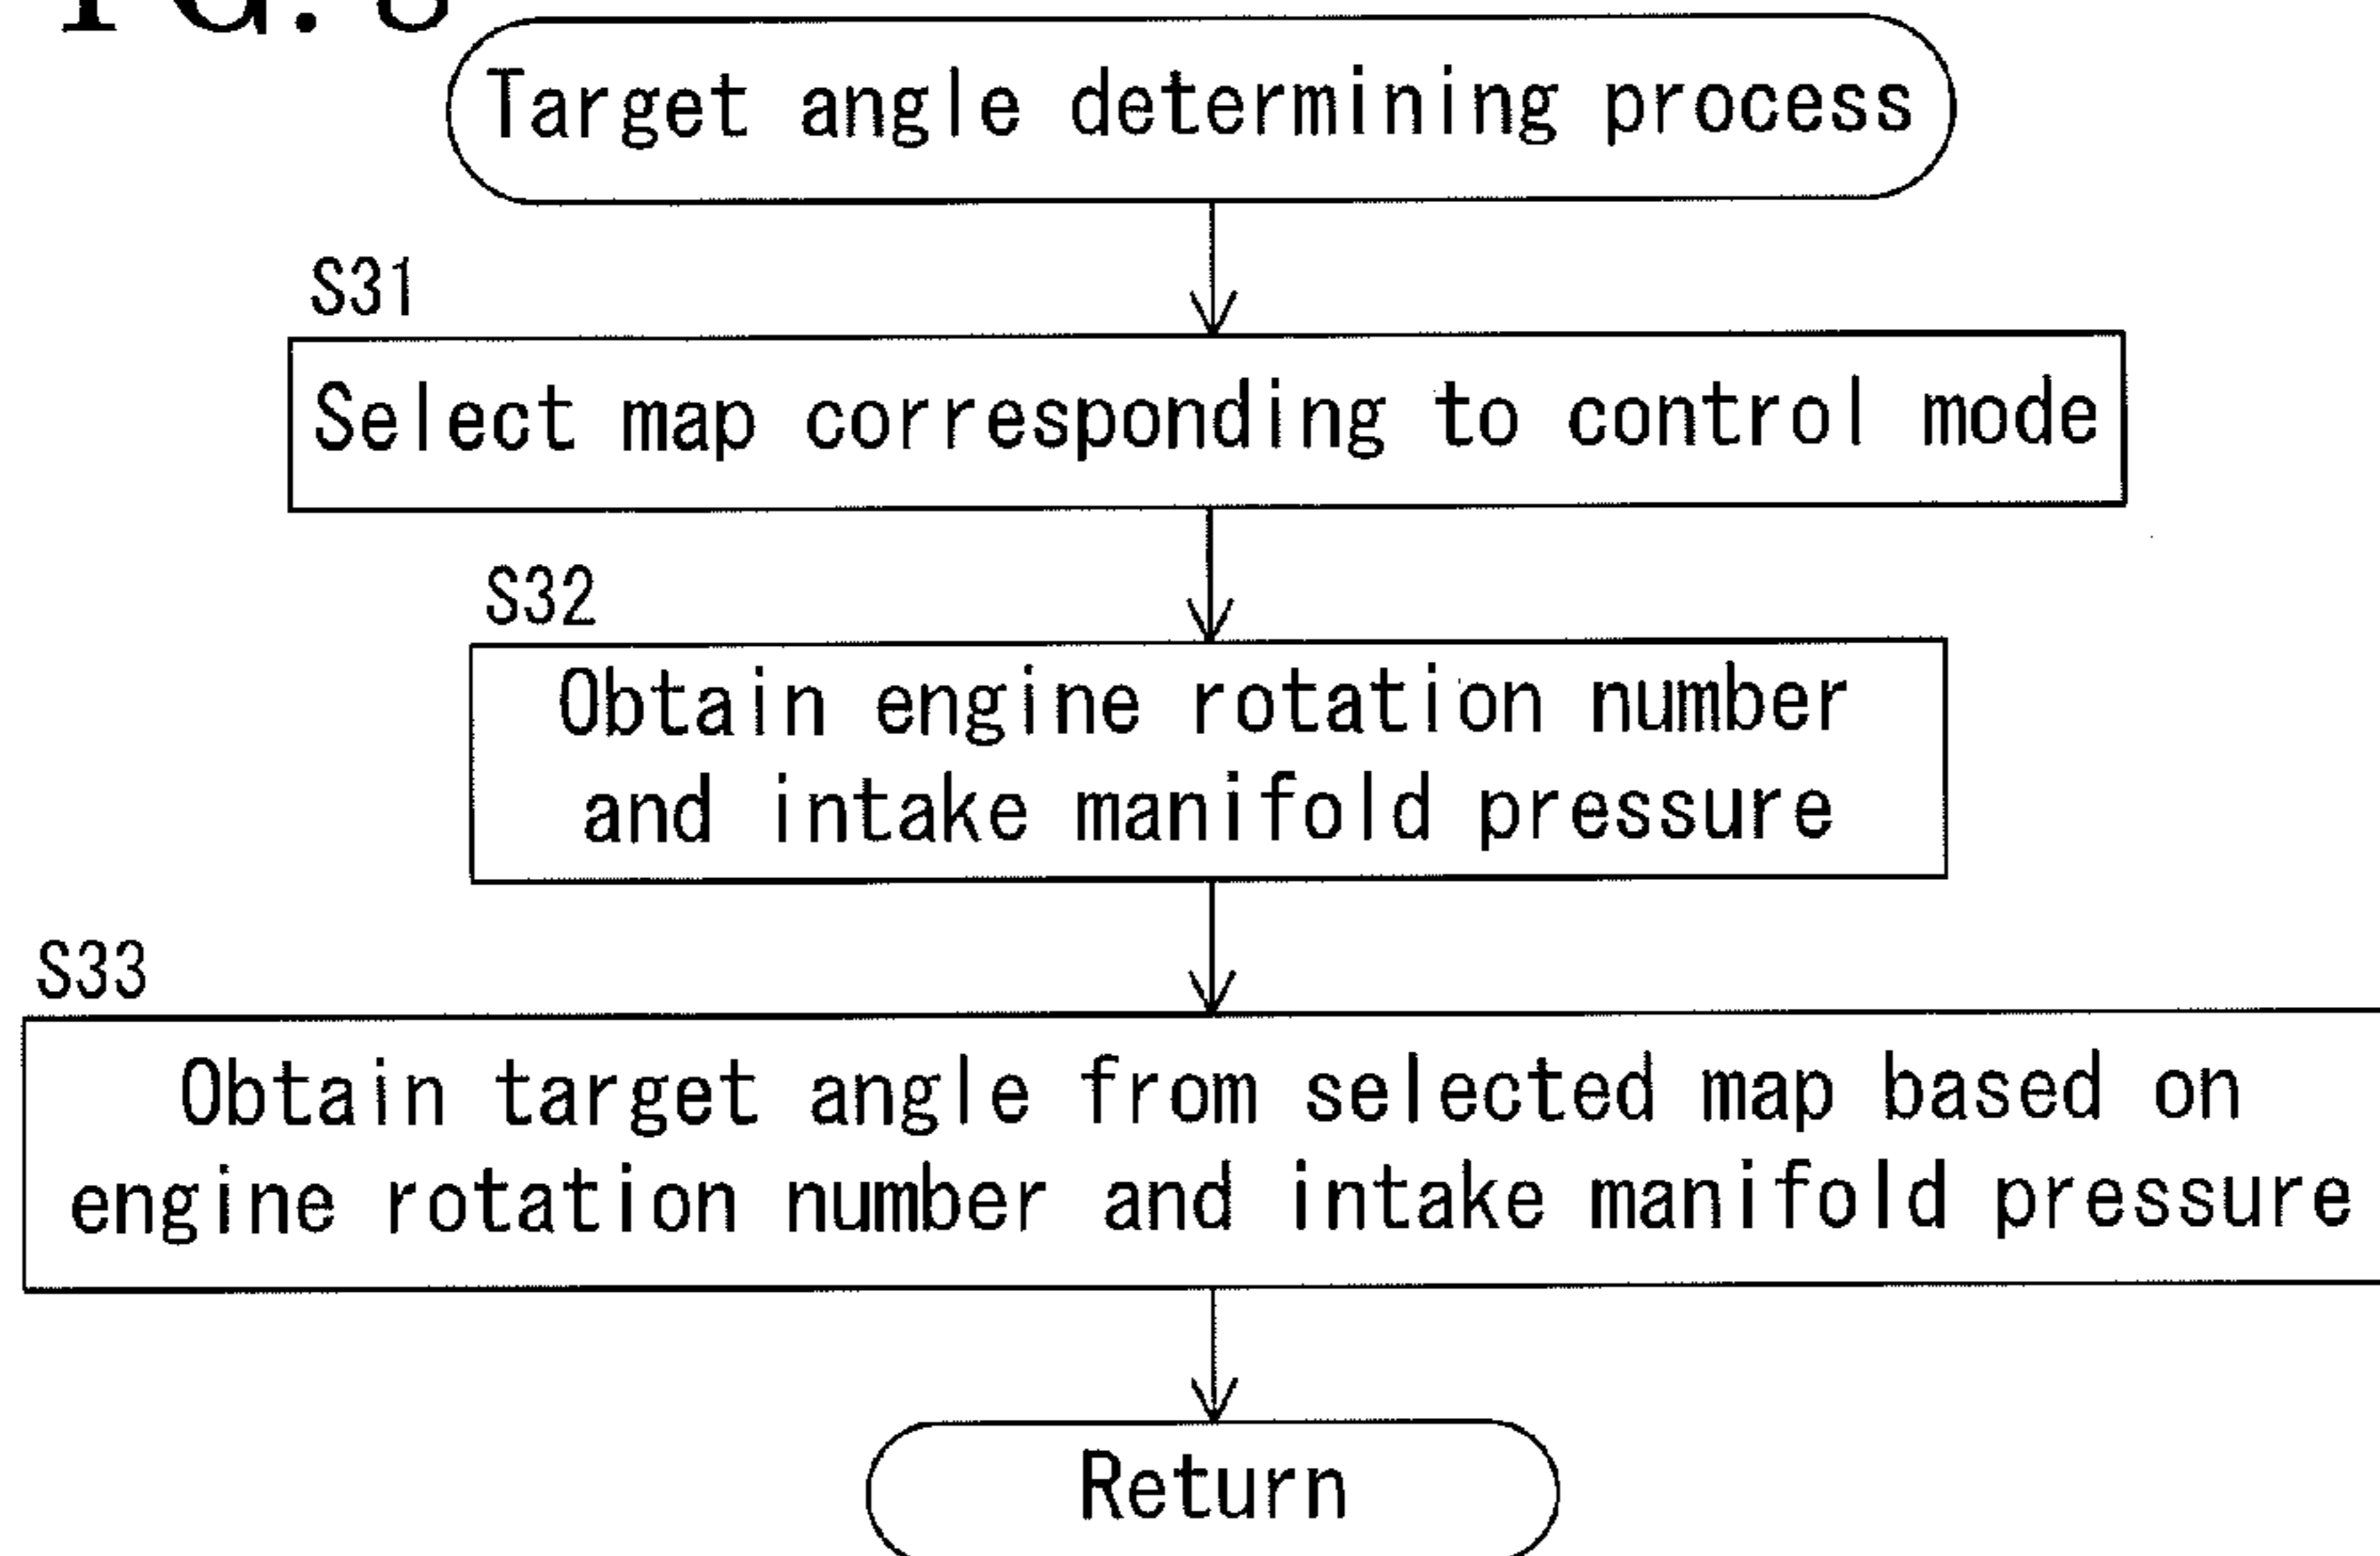 Target angle determining process
S31
Select map corresponding to control mode
S32
Obtain engine rotation number
and intake manifold pressure
S33
Obtain target angle from selected map based on
engine rotation number and intake manifold pressure
Return